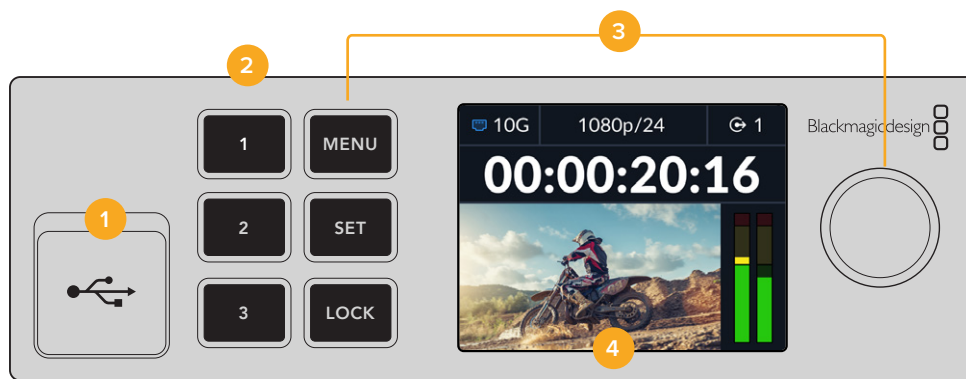 3
2
1 MENU
10G 1080p/24 1
Blackmagicdesign
00:00:20:16
1
2 SET
3 LOCK
4